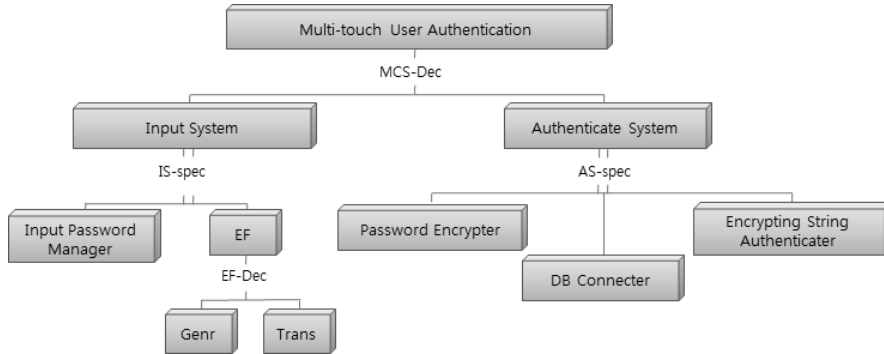 Multi-touch User Authentication
MCS-Dec
Input System
Authenticate System
IS-spec
AS-spec
Input Password
Manager
EF
Password Encrypter
Encrypting String
Authenticater
EF-Dec
DB Connecter
Genr
Trans